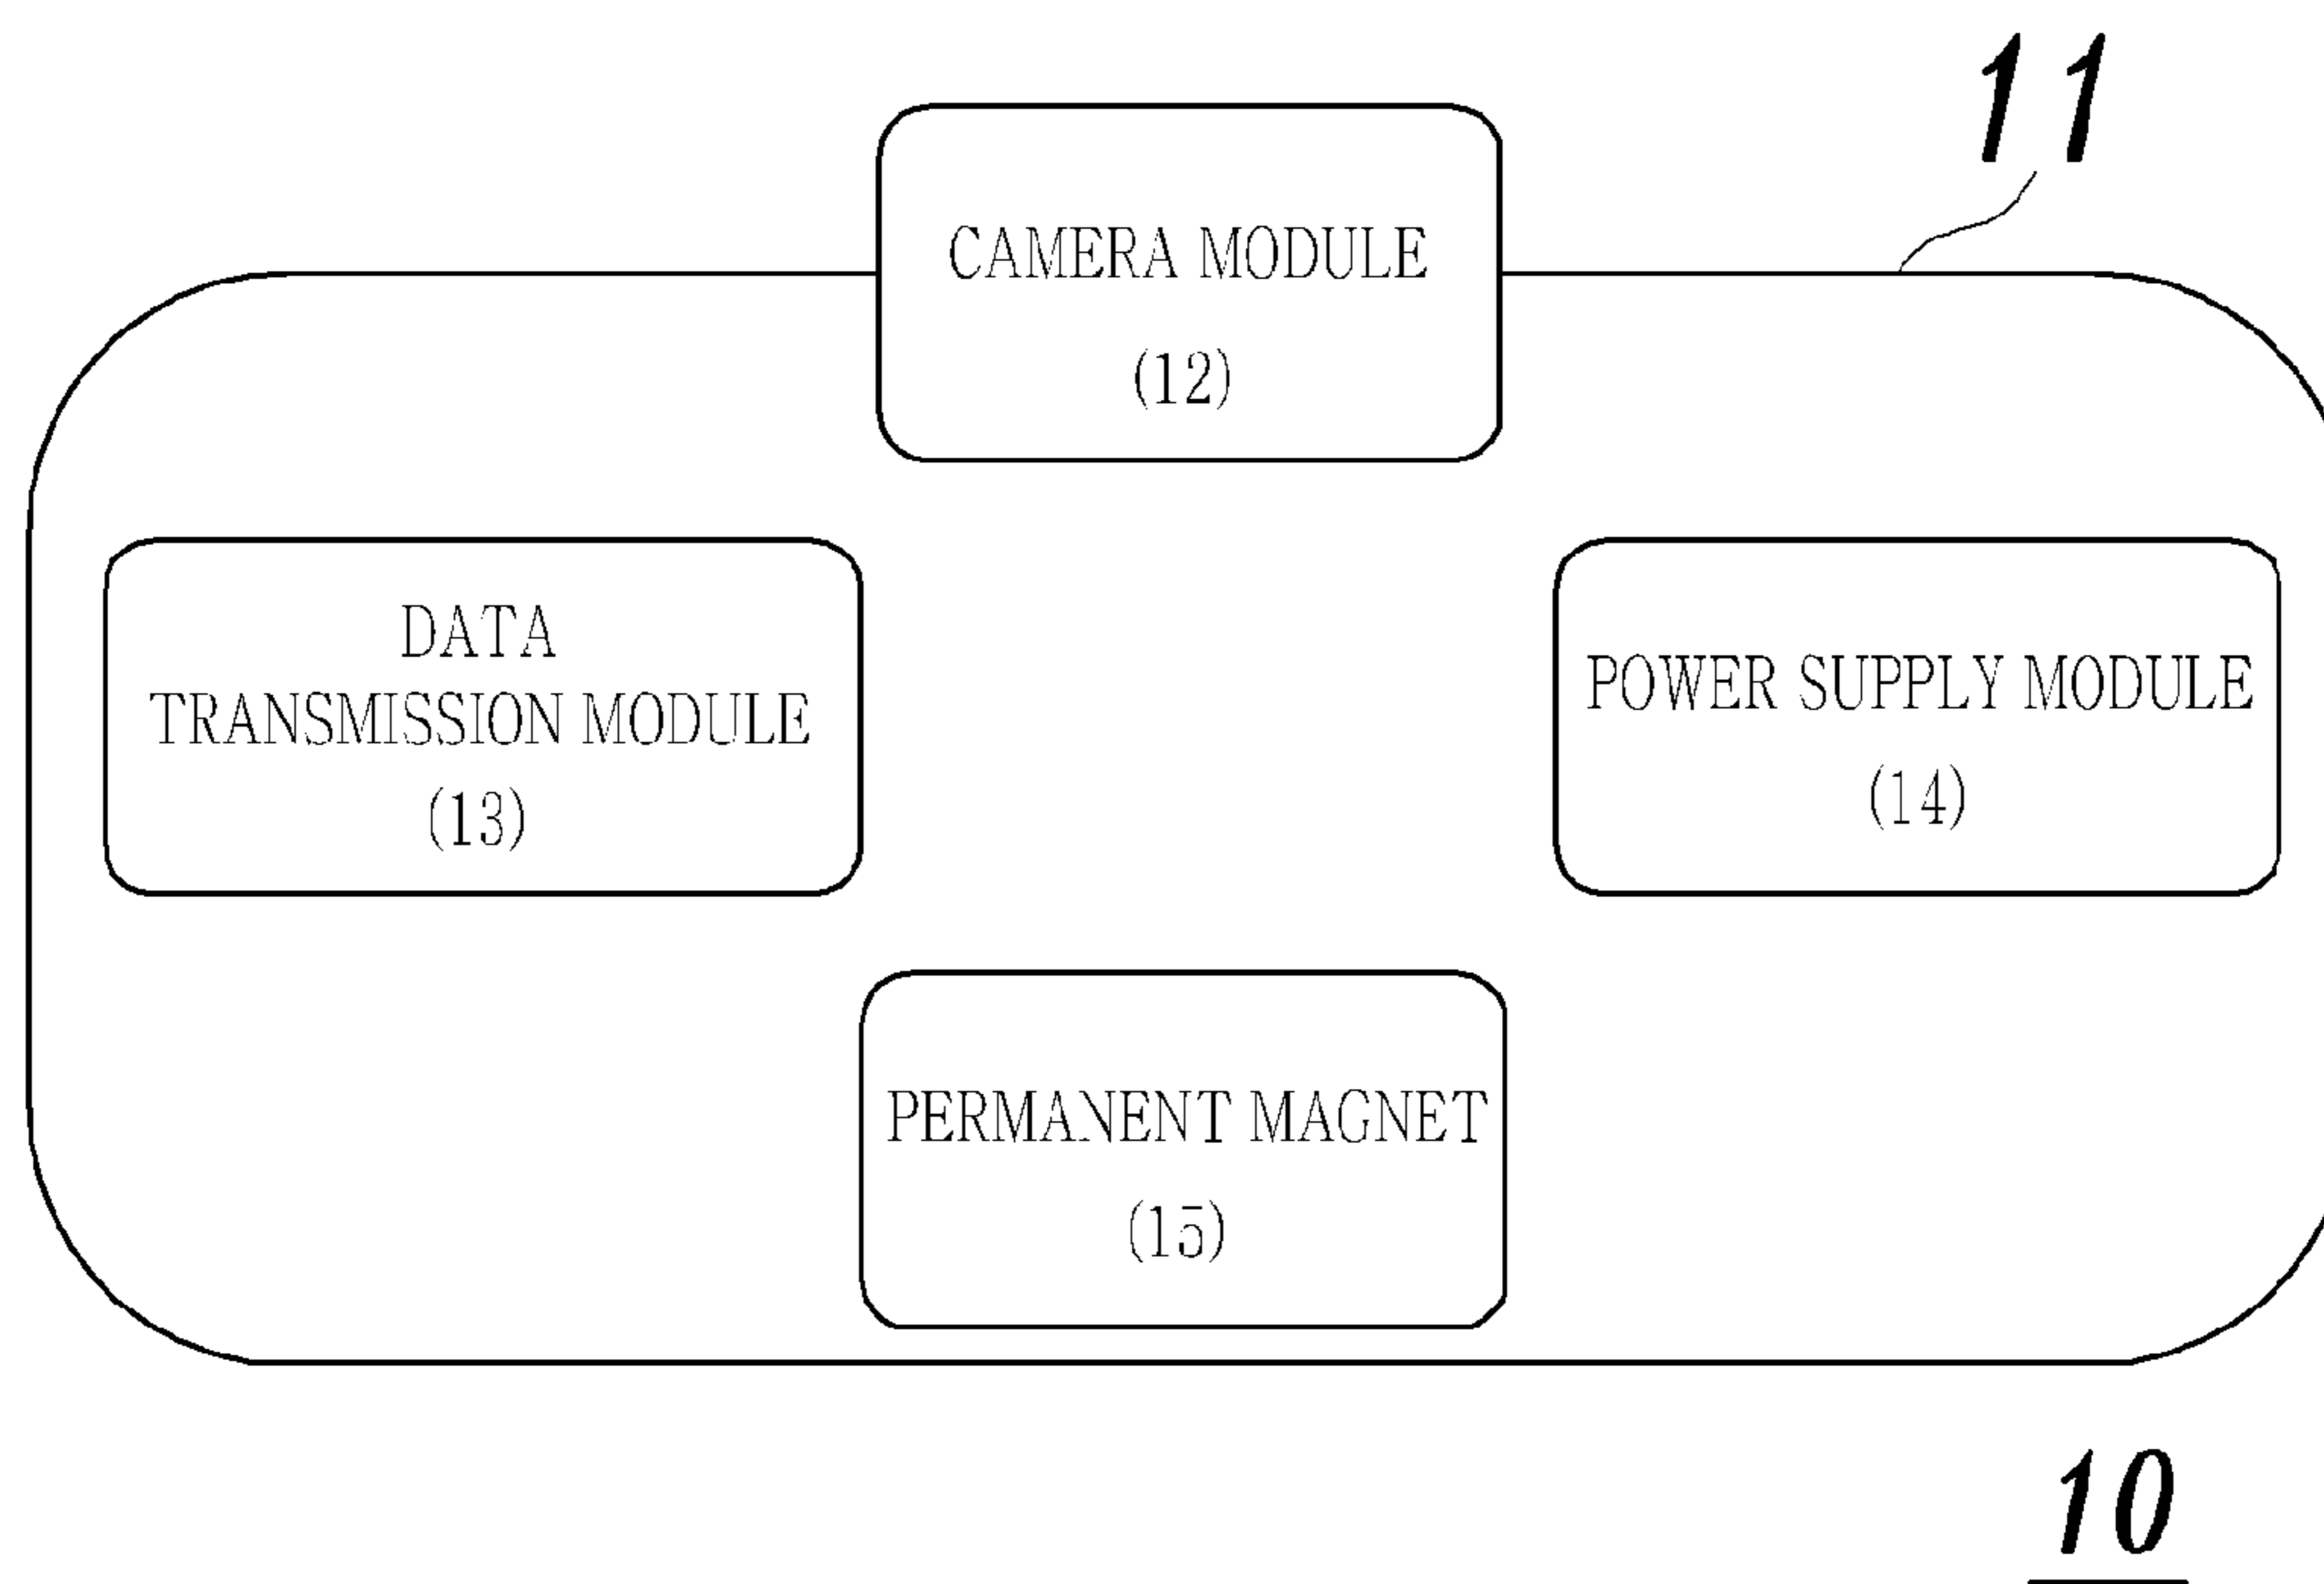 11
CAMERA MODULE
(12)
DATA
TRANSMISSION MODULE
(13)
POWER SUPPLY MODULE
(14)
PERMANENT MAGNET
(15)
10